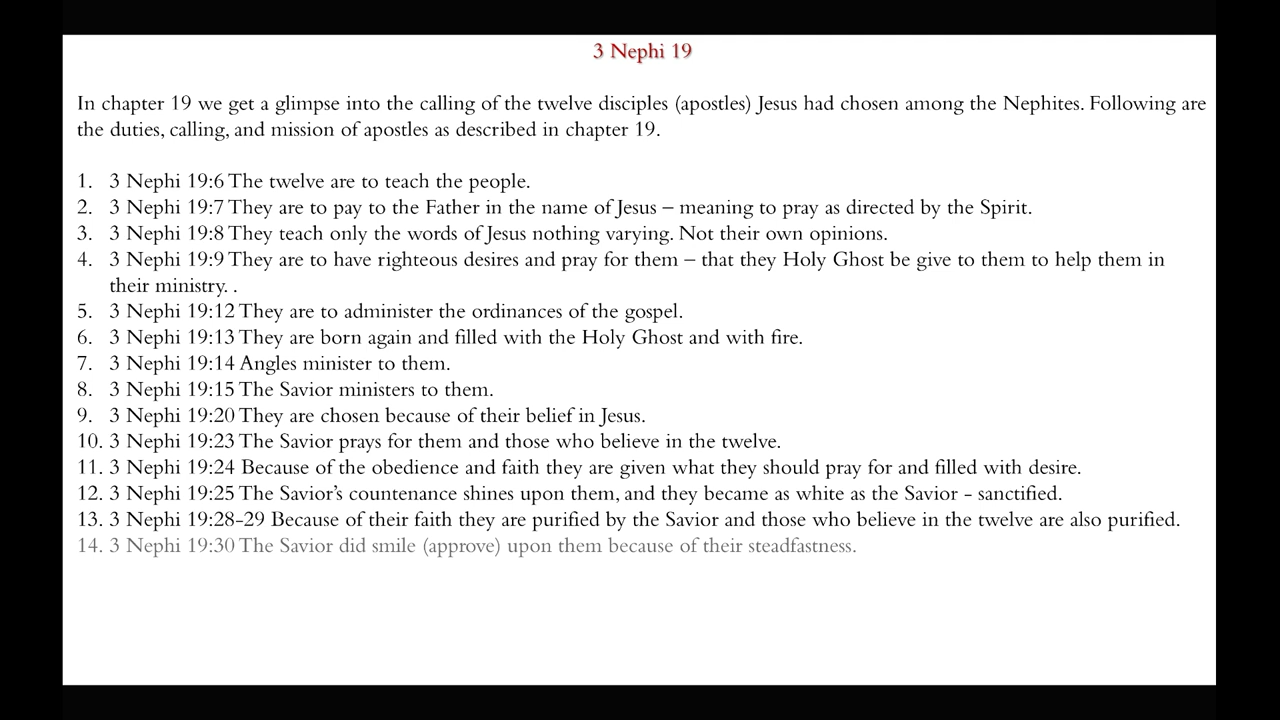 3 Nephi 19
In chapter 19 we get a glimpse into the calling of the twelve disciples (apostles) Jesus had chosen among the Nephites. Following are
the duties, calling, and mission of apostles as described in chapter 19.
1. 3 Nephi 19:6 The twelve are to teach the people.
2. 3 Nephi 19:7 They are to pay to the Father in the name of Jesus – meaning to pray as directed by the Spirit.
3. 3 Nephi 19:8 They teach only the words of Jesus nothing varying. Not their own opinions.
4. 3 Nephi 19:9 They are to have righteous desires and pray for them – that they Holy Ghost be give to them to help them in
their ministry. .
5. 3 Nephi 19:12 They are to administer the ordinances of the gospel.
6. 3 Nephi 19:13 They are born again and filled with the Holy Ghost and with fire.
7. 3 Nephi 19:14 Angles minister to them.
8. 3 Nephi 19:15 The Savior ministers to them.
9. 3 Nephi 19:20 They are chosen because of their belief in Jesus.
10. 3 Nephi 19:23 The Savior prays for them and those who believe in the twelve.
11. 3 Nephi 19:24 Because of the obedience and faith they are given what they should pray for and filled with desire.
12. 3 Nephi 19:25 The Savior’s countenance shines upon them, and they became as white as the Savior - sanctified.
13. 3 Nephi 19:28-29 Because of their faith they are purified by the Savior and those who believe in the twelve are also purified.
14. 3 Nephi 19:30 The Savior did smile (approve) upon them because of their steadfastness.